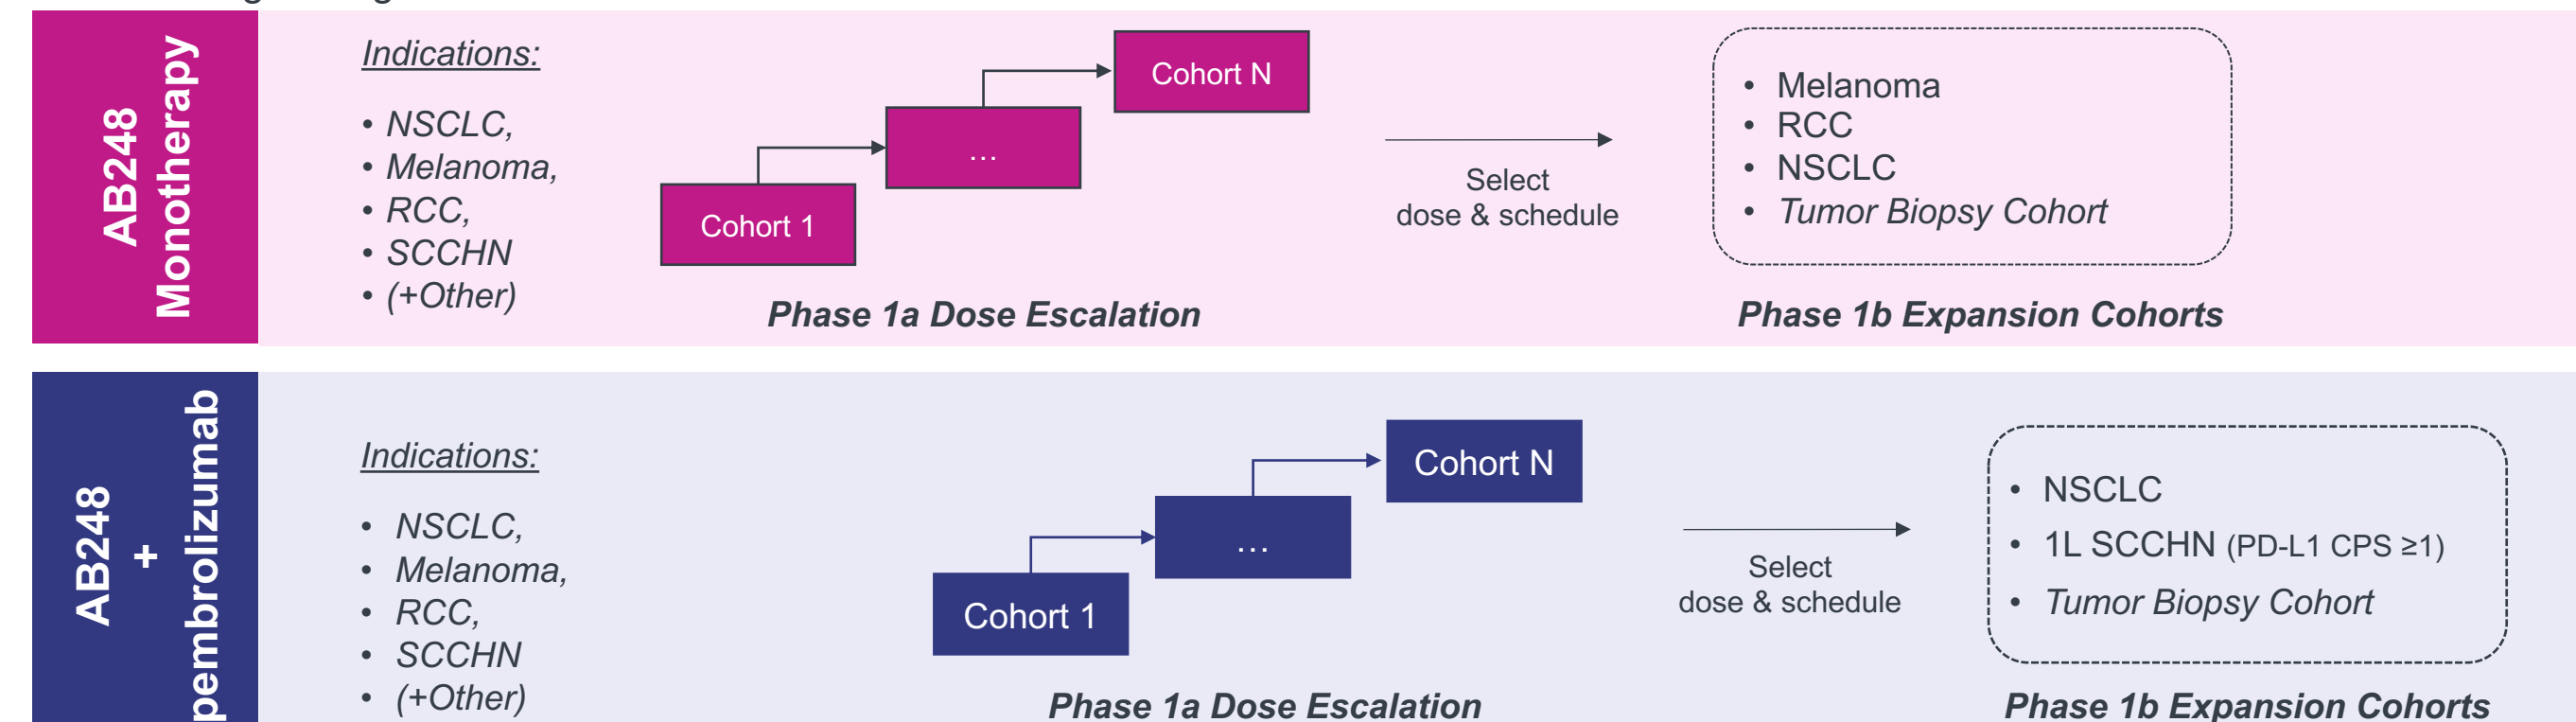 AB248
Monotherapy
Indications:
• NSCLC,
• Melanoma,
• RCC,
• SCCHN
• (+Other)
Cohort 1
...
Cohort N
Phase 1a Dose Escalation
Select
dose & schedule
• Melanoma
• RCC
• NSCLC
• Tumor Biopsy Cohort
Phase 1b Expansion Cohorts
AB248
+
pembrolizumab
Indications:
• NSCLC,
• Melanoma,
• RCC,
• SCCHN
• (+Other)
Cohort 1
...
Cohort N
Phase 1a Dose Escalation
Select
dose & schedule
• NSCLC
• 1L SCCHN (PD-L1 CPS ≥1)
• Tumor Biopsy Cohort
Phase 1b Expansion Cohorts